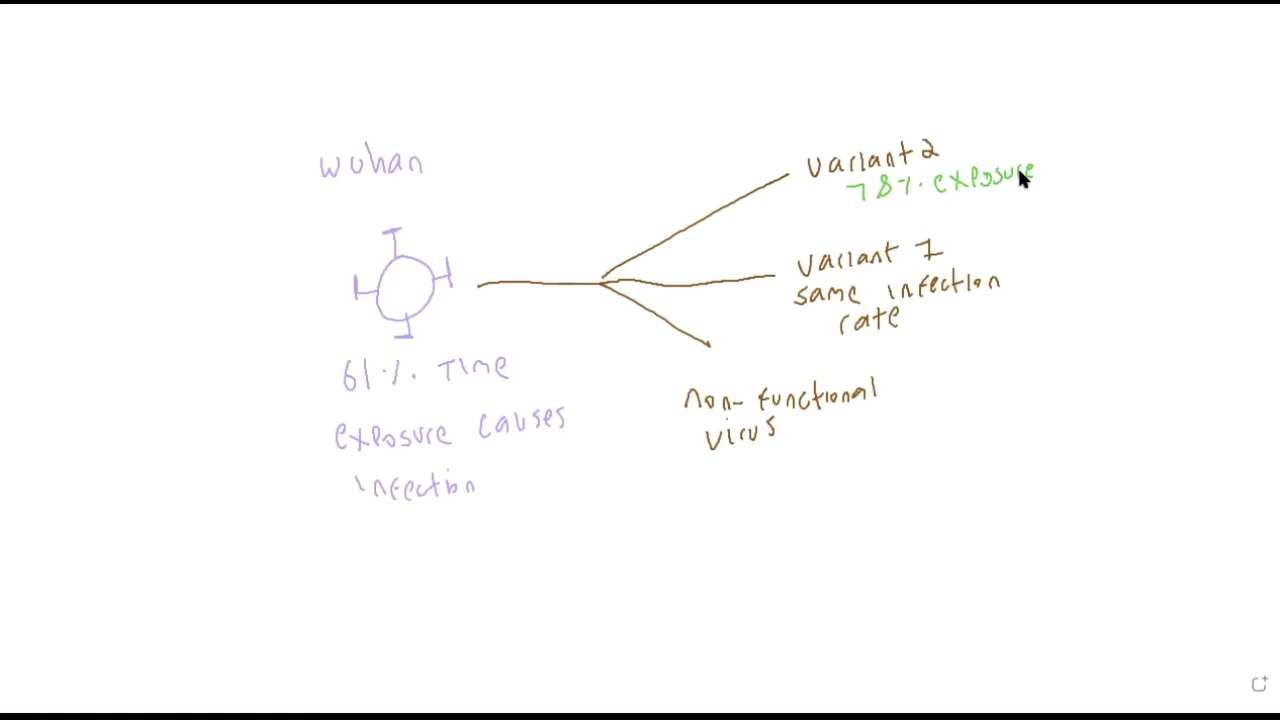 wuhan
61% Time
exposure causes
infection
variant 2
78% exposure
variant 1
same infection
rate
non-functional
virus